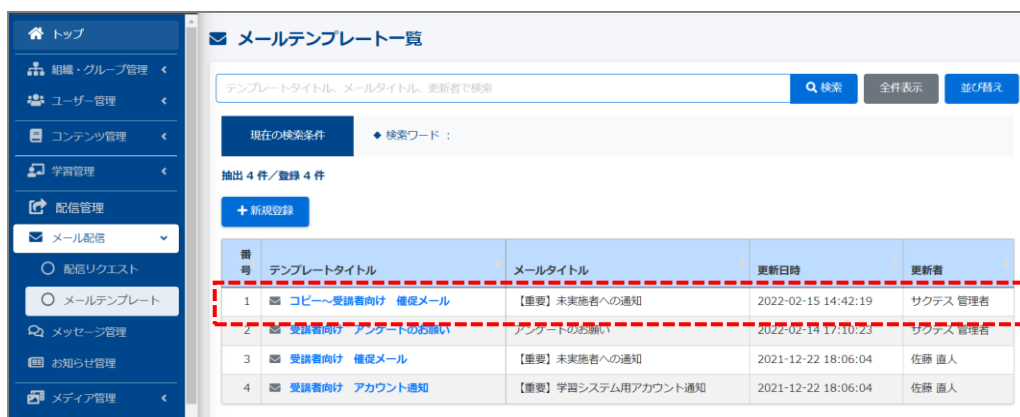 トップ
組織・グループ管理
ユーザー管理
コンテンツ管理
学習管理
配信管理
メール配信
配信リクエスト
メールテンプレート
メッセージ管理
お知らせ管理
メディア管理
メールテンプレート一覧
テンプレートタイトル、メールタイトル、更新者で検索
検索
全件表示
並び替え
現在の検索条件
◆ 検索ワード :
抽出 4 件／登録 4 件
+ 新規登録
番号 テンプレートタイトル メールタイトル 更新日時 更新者
1 コピー～受講者向け 催促メール 【重要】未実施者への通知 2022-02-15 14:42:19 サクテス 管理者
2 受講者向け アンケートのお願い アンケートのお願い 2022-02-14 17:10:23 サクテス 管理者
3 受講者向け 催促メール 【重要】未実施者への通知 2021-12-22 18:06:04 佐藤 直人
4 受講者向け アカウント通知 【重要】学習システム用アカウント通知 2021-12-22 18:06:04 佐藤 直人